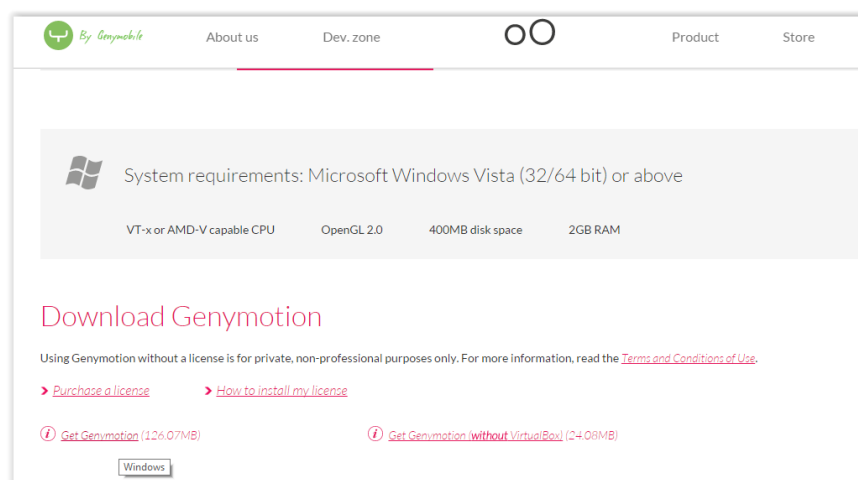 By Genymobile About us Dev. zone Product Store
System requirements: Microsoft Windows Vista (32/64 bit) or above
VT-x or AMD-V capable CPU OpenGL 2.0 400MB disk space 2GB RAM
Download Genymotion
Using Genymotion without a license is for private, non-professional purposes only. For more information, read the Terms and Conditions of Use.
Purchase a license How to install my license
Get Genymotion (126.07MB) Get Genymotion (without VirtualBox) (24.08MB)
Windows